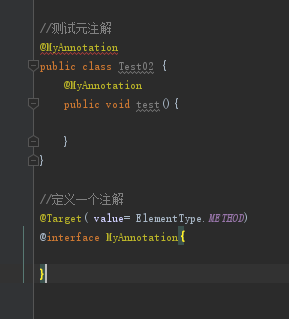 //测试元注解
@MyAnnotation
public class Test02 {
@MyAnnotation
public void test(){
}
}
//定义一个注解
@Target( value= ElementType.METHOD)
@interface MyAnnotation{
}